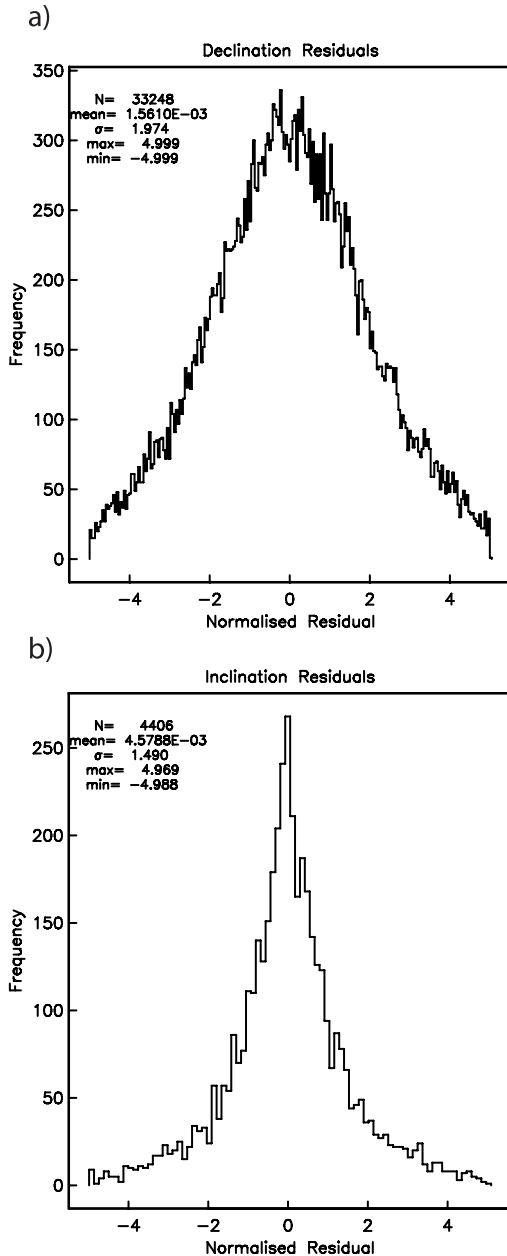 a)
Declination Residuals
N= 33248
mean= 1.5610E-03
σ= 1.974
max= 4.999
min= -4.999
350
300
250
200
150
100
50
0
Frequency
-4 -2 0 2 4
Normalised Residual
b)
Inclination Residuals
N= 4406
mean= 4.5788E-03
σ= 1.490
max= 4.969
min= -4.988
250
200
150
100
50
0
Frequency
-4 -2 0 2 4
Normalised Residual